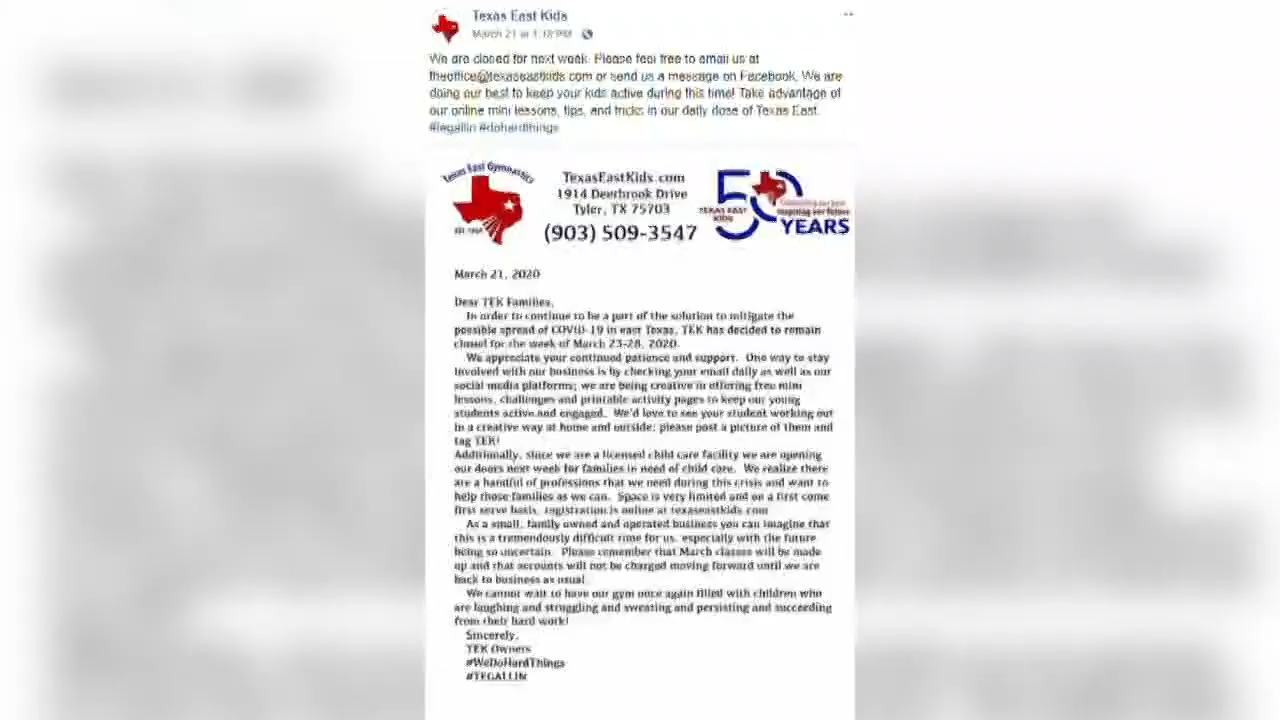 Texas East Kids
March 21 at 1:18 PM
We are closed for next week. Please feel free to email us at
theoffice@texaseastkids.com or send us a message on Facebook. We are
doing our best to keep your kids active during this time! Take advantage of
our online mini lessons, tips, and tricks in our daily dose of Texas East.
#tegallin #dohardthings
Texas East Gymnastics
TexasEastKids.com
1914 Deerbrook Drive
Tyler, TX 75703
(903) 509-3547
50
TEXAS EAST
KIDS
inspiring our future
YEARS
March 21, 2020
Dear TEK Families,
In order to continue to be a part of the solution to mitigate the
possible spread of COVID-19 in east Texas, TEK has decided to remain
closed for the week of March 23-28, 2020.
We appreciate your continued patience and support. One way to stay
involved with our business is by checking your email daily as well as our
social media platforms; we are being creative in offering free mini
lessons, challenges and printable activity pages to keep our young
students active and engaged. We'd love to see your student working out
in a creative way at home and outside; please post a picture of them and
tag TEK!
Additionally, since we are a licensed child care facility we are opening
our doors next week for families in need of child care. We realize there
are a handful of professions that we need during this crisis and want to
help those families as we can. Space is very limited and on a first come
first serve basis, registration is online at texaseastkids.com
As a small, family owned and operated business you can imagine that
this is a tremendously difficult time for us, especially with the future
being so uncertain. Please remember that March classes will be made
up and that accounts will not be charged moving forward until we are
back to business as usual.
We cannot wait to have our gym once again filled with children who
are laughing and struggling and sweating and persisting and succeeding
from their hard work!
Sincerely,
TEK Owners
#WeDoHardThings
#TEGALLIN